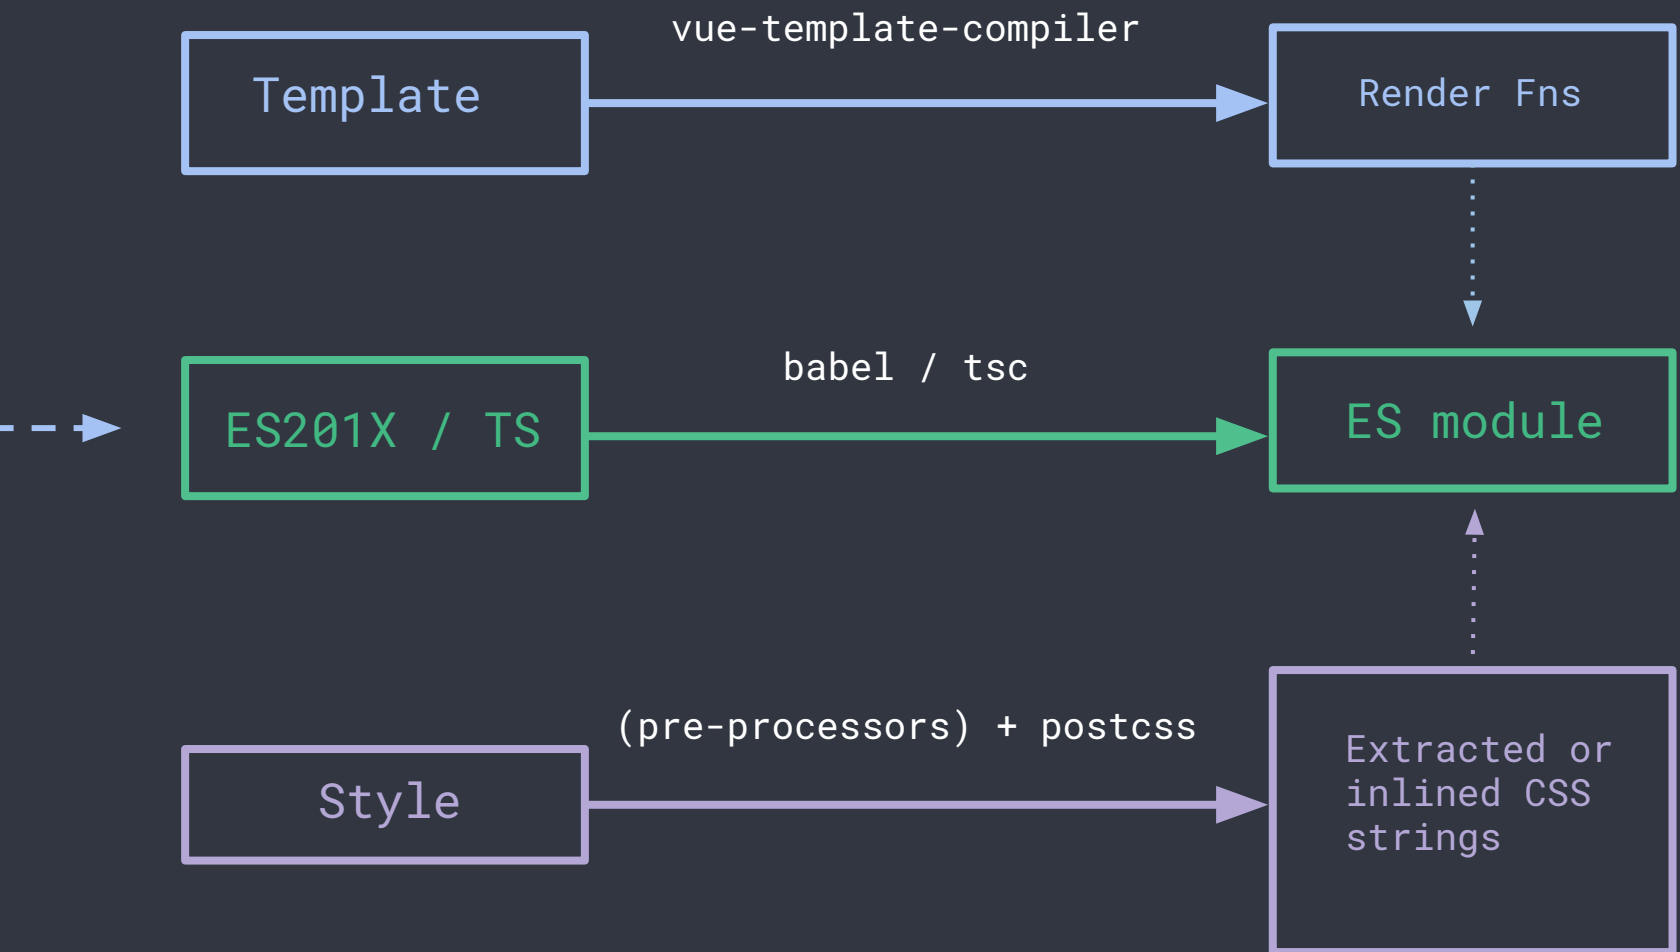 vue-template-compiler
Template
Render Fns
babel / tsc
ES201X / TS
ES module
(pre-processors) + postcss
Style
Extracted or
inlined CSS
strings